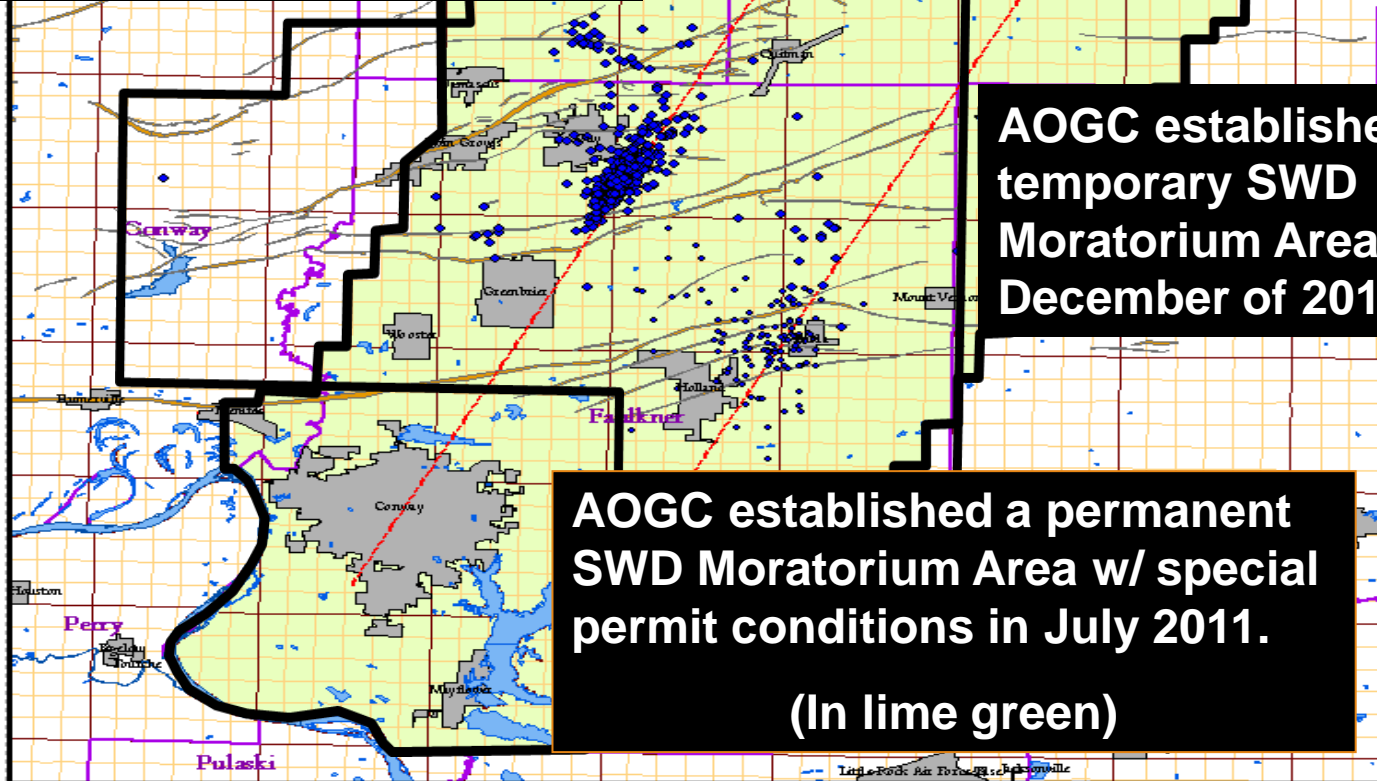 Quitman
AOGC establishe
temporary SWD
Moratorium Area
December of 201
Conway
Greenbrier
Mount Vernon
Wooster
Holland
Faulkner
AOGC established a permanent
SWD Moratorium Area w/ special
permit conditions in July 2011.
(In lime green)
Conway
Houston
Perry
Mayflower
Pulaski
Little Rock Air Force Base
Jacksonville